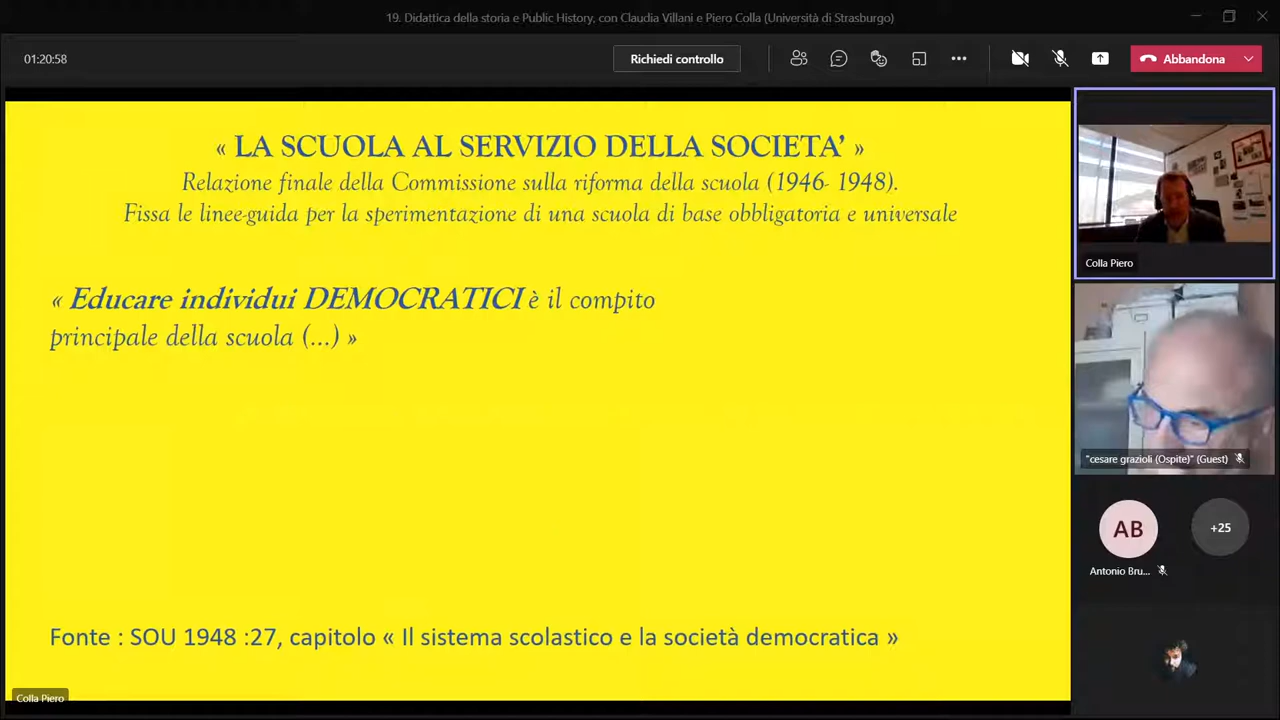 19. Didattica della storia e Public History, con Claudia Villani e Piero Colla (Università di Strasburgo)
01:20:58
Richiedi controllo
Abbandona
« LA SCUOLA AL SERVIZIO DELLA SOCIETA’ »
Relazione finale della Commissione sulla riforma della scuola (1946- 1948).
Fissa le linee-guida per la sperimentazione di una scuola di base obbligatoria e universale
« Educare individui DEMOCRATICI è il compito
principale della scuola (…) »
Fonte : SOU 1948 :27, capitolo « Il sistema scolastico e la società democratica »
Colla Piero
Colla Piero
"cesare grazioli (Ospite)" (Guest)
AB
+25
Antonio Bru...